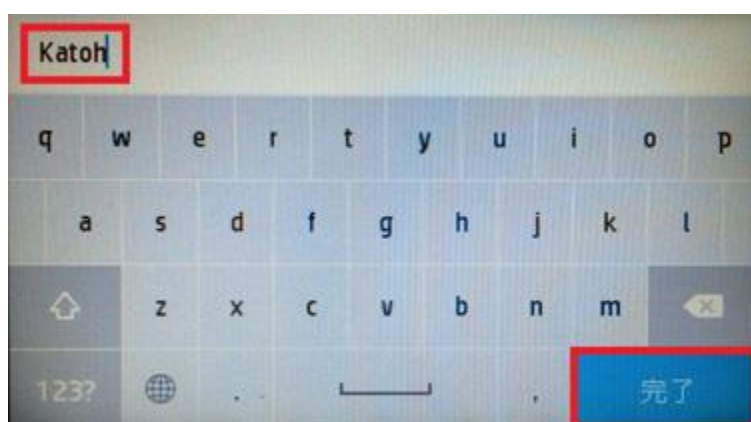 Katoh
q w e r t y u i o p
a s d f g h j k l
z x c v b n m
123? . , 完了